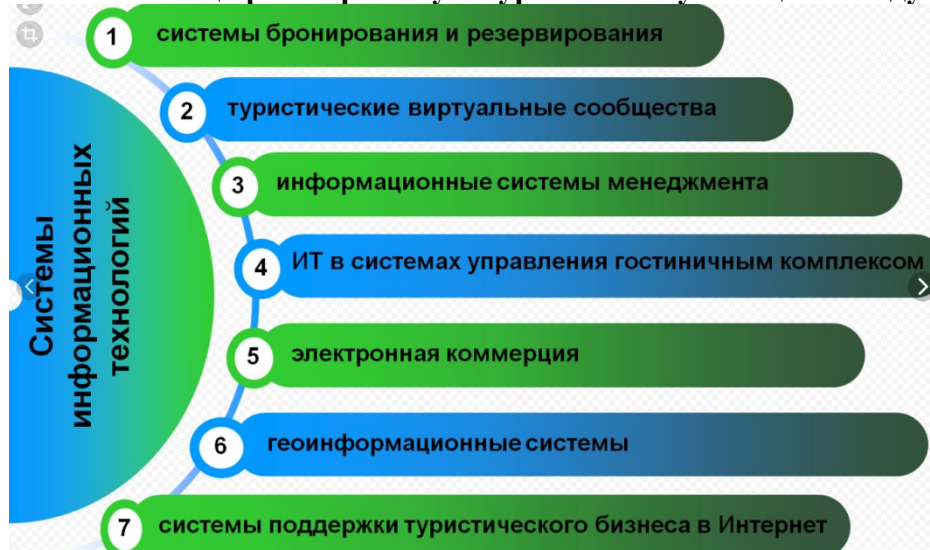 Системы
информационных
технологий
1 системы бронирования и резервирования
2 туристические виртуальные сообщества
3 информационные системы менеджмента
4 ИТ в системах управления гостиничным комплексом
5 электронная коммерция
6 геоинформационные системы
7 системы поддержки туристического бизнеса в Интернет